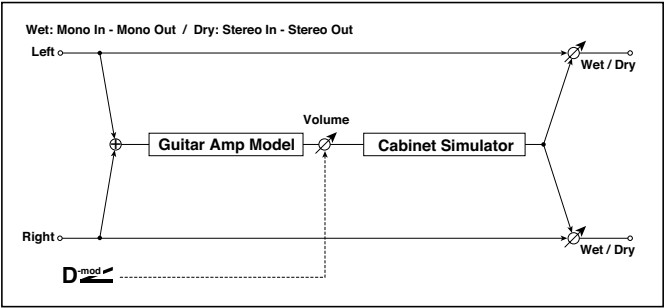 Wet: Mono In - Mono Out / Dry: Stereo In - Stereo Out
Left
Wet / Dry
Volume
Guitar Amp Model
Cabinet Simulator
Right
Wet / Dry
D-mod